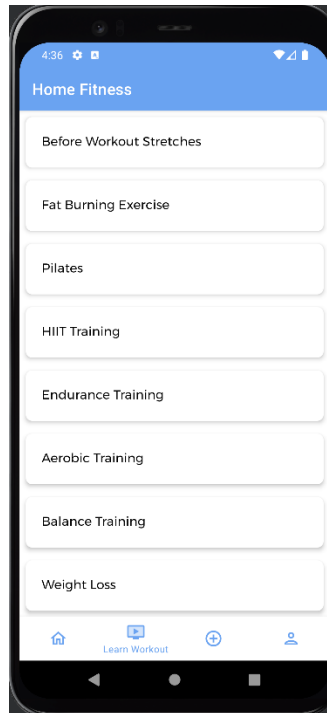 4:36
Home Fitness
Before Workout Stretches
Fat Burning Exercise
Pilates
HIIT Training
Endurance Training
Aerobic Training
Balance Training
Weight Loss
Learn Workout